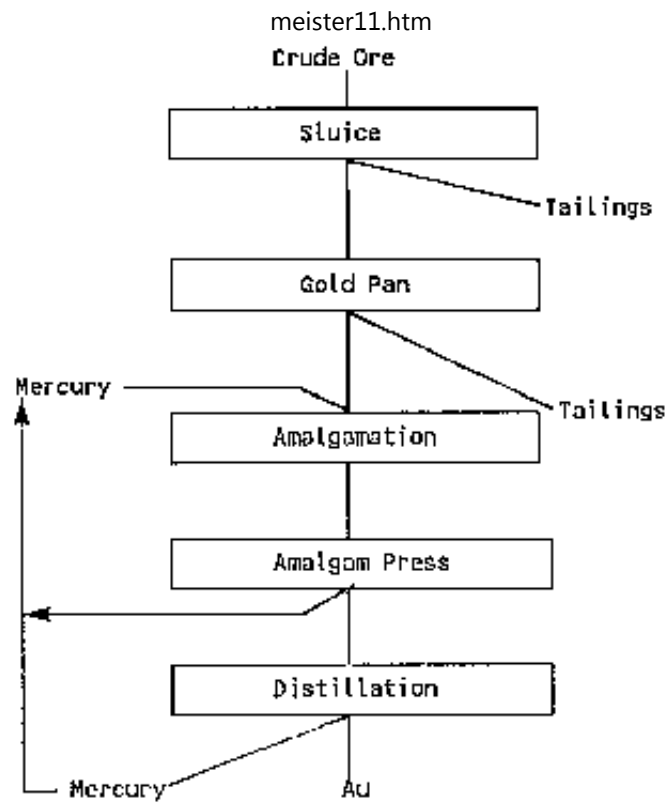 meister11.htm
Crude Ore
Sluice
Tailings
Gold Pan
Mercury
Tailings
Amalgamation
Amalgam Press
Distillation
Mercury
Au